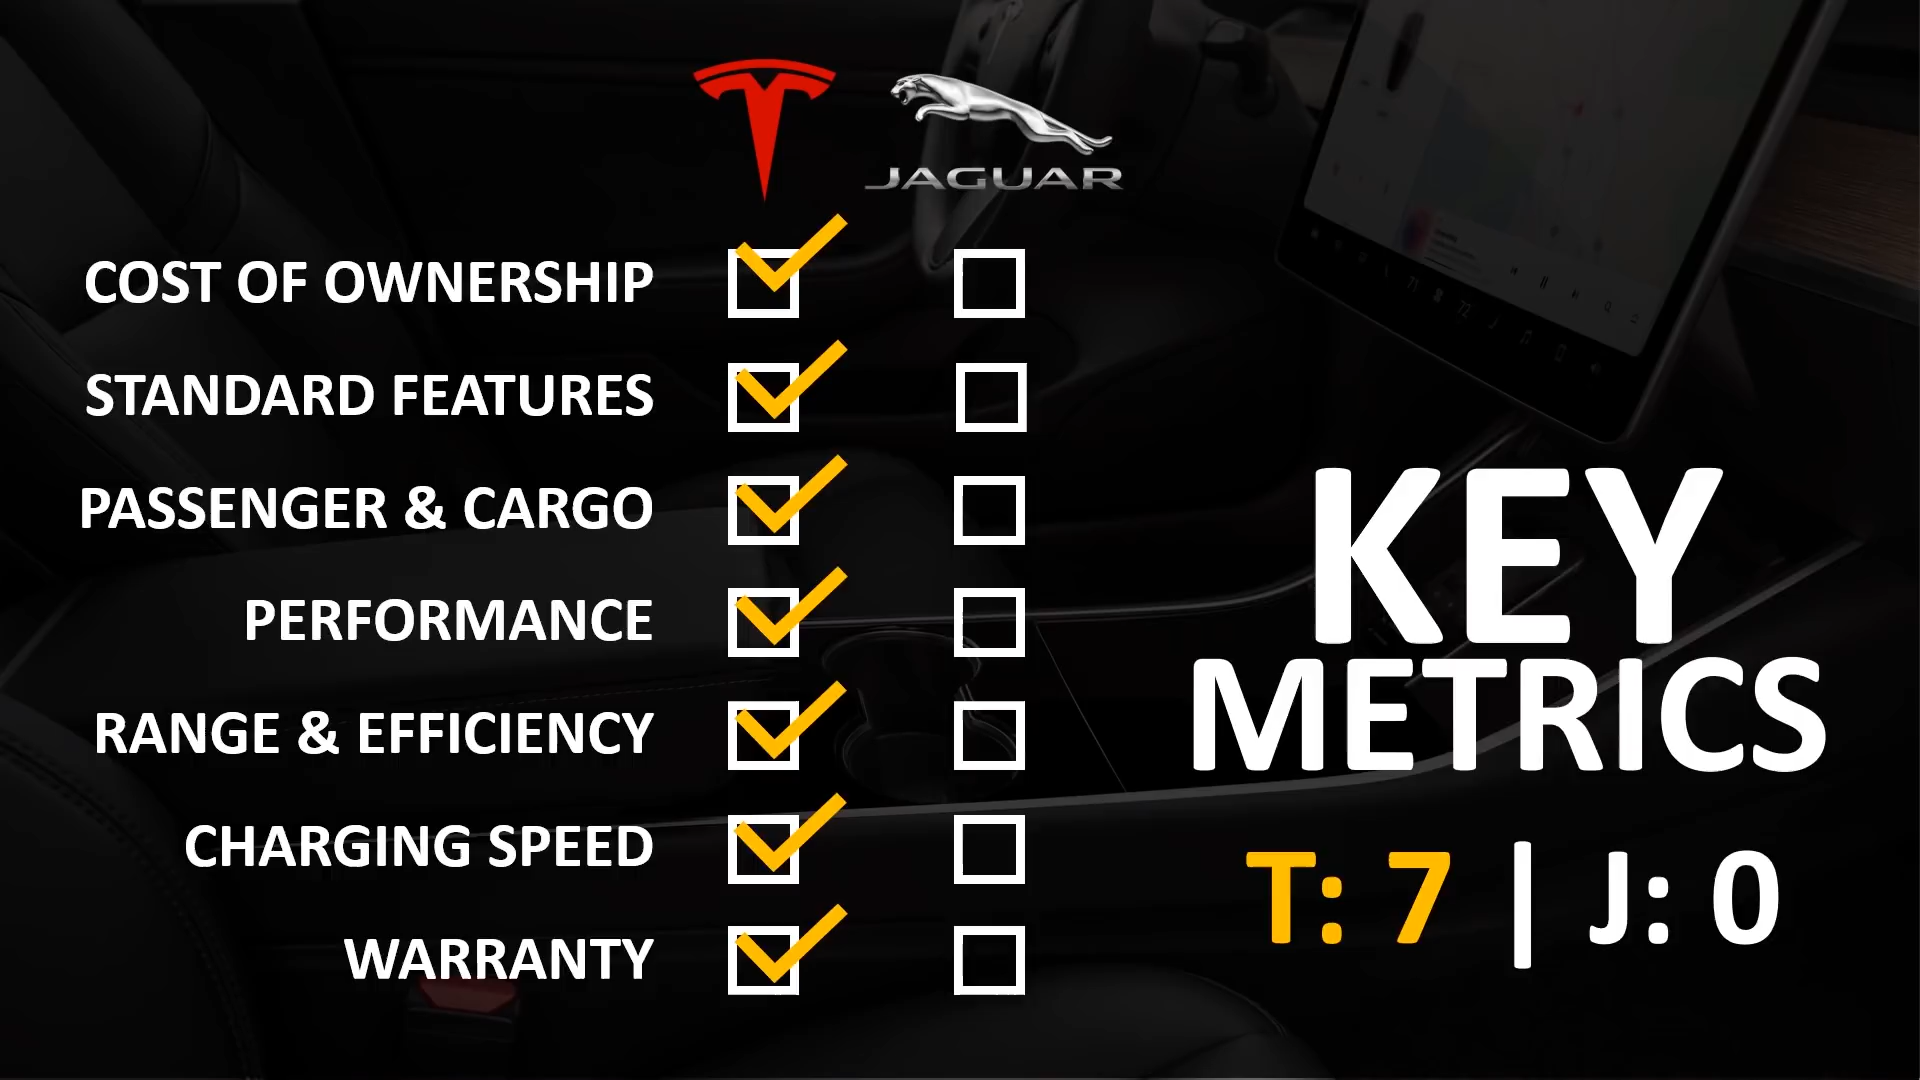 JAGUAR
COST OF OWNERSHIP
STANDARD FEATURES
PASSENGER & CARGO
PERFORMANCE
RANGE & EFFICIENCY
CHARGING SPEED
WARRANTY
KEY
METRICS
T: 7 | J: 0